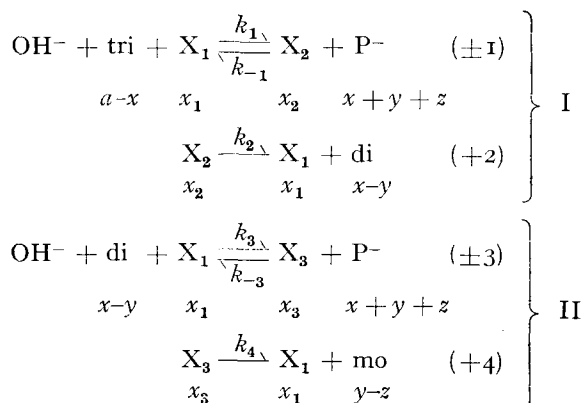 OH⁻ + tri + X₁ ⇌ X₂ + P⁻ (±1)
k₁
k₋₁
a-x x₁ x₂ x + y + z
X₂ k₂ → X₁ + di (+2)
x₂ x₁ x-y
I
OH⁻ + di + X₁ ⇌ X₃ + P⁻ (±3)
k₃
k₋₃
x-y x₁ x₃ x + y + z
X₃ k₄ → X₁ + mo (+4)
x₃ x₁ y-z
II